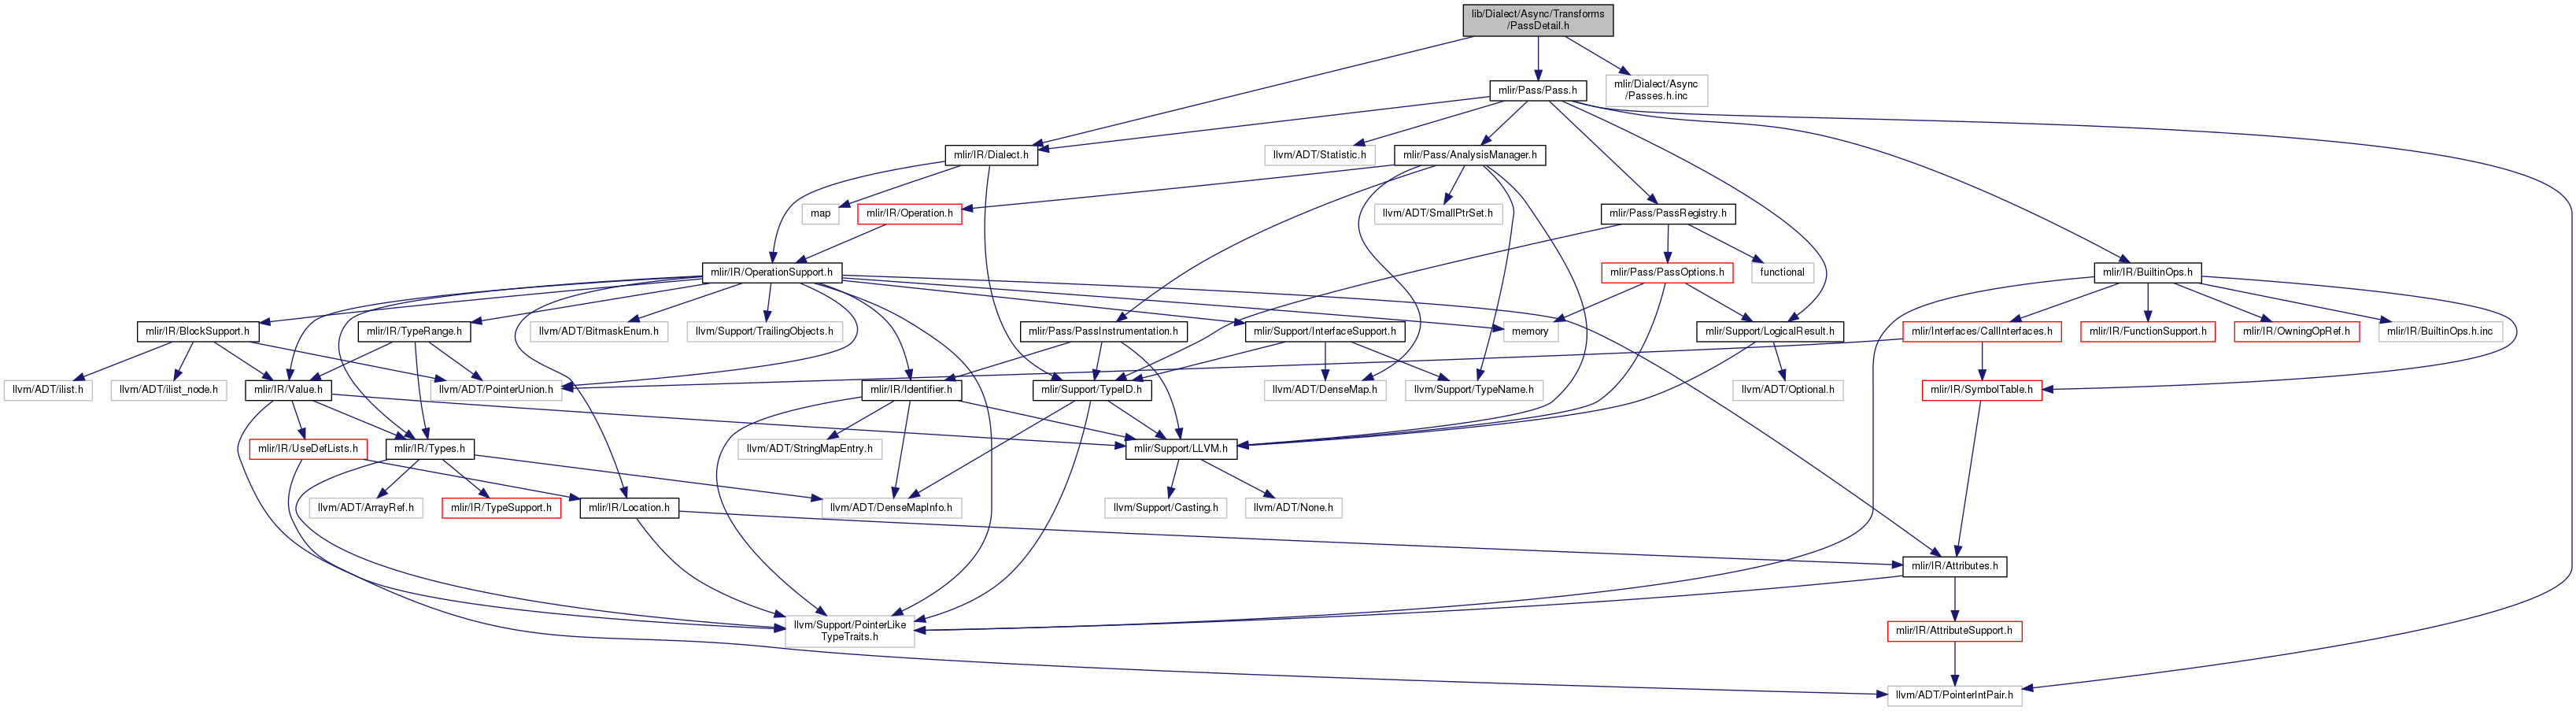 lib/Dialect/Async/Transforms
/PassDetail.h
mlir/Pass/Pass.h
mlir/Dialect/Async
/Passes.h.inc
mlir/IR/Dialect.h
llvm/ADT/Statistic.h
mlir/Pass/AnalysisManager.h
map
mlir/IR/Operation.h
llvm/ADT/SmallPtrSet.h
mlir/Pass/PassRegistry.h
mlir/IR/OperationSupport.h
mlir/Pass/PassOptions.h
functional
mlir/IR/BuiltinOps.h
mlir/IR/BlockSupport.h
mlir/IR/TypeRange.h
llvm/ADT/BitmaskEnum.h
llvm/Support/TrailingObjects.h
mlir/Pass/PassInstrumentation.h
mlir/Support/InterfaceSupport.h
memory
mlir/Support/LogicalResult.h
mlir/Interfaces/CallInterfaces.h
mlir/IR/FunctionSupport.h
mlir/IR/OwningOpRef.h
mlir/IR/BuiltinOps.h.inc
llvm/ADT/ilist.h
llvm/ADT/ilist_node.h
mlir/IR/Value.h
llvm/ADT/PointerUnion.h
mlir/IR/Identifier.h
mlir/Support/TypeID.h
llvm/ADT/DenseMap.h
llvm/Support/TypeName.h
llvm/ADT/Optional.h
mlir/IR/SymbolTable.h
mlir/IR/UseDefLists.h
mlir/IR/Types.h
llvm/ADT/StringMapEntry.h
mlir/Support/LLVM.h
llvm/ADT/ArrayRef.h
mlir/IR/TypeSupport.h
mlir/IR/Location.h
llvm/ADT/DenseMapInfo.h
llvm/Support/Casting.h
llvm/ADT/None.h
mlir/IR/Attributes.h
llvm/Support/PointerLike
TypeTraits.h
mlir/IR/AttributeSupport.h
llvm/ADT/PointerIntPair.h